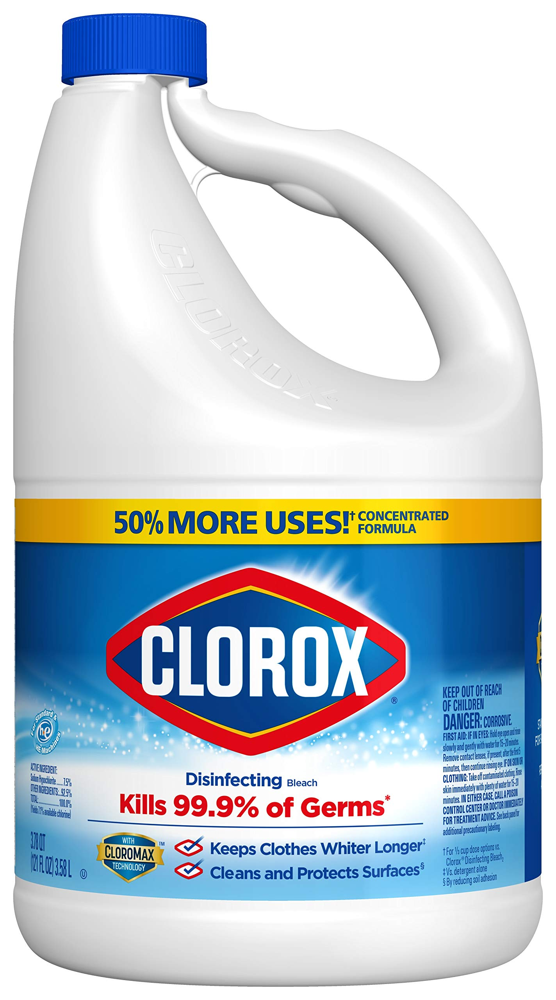 CLOROX
50% MORE USES!† CONCENTRATED
FORMULA
CLOROX®
For Standard &
he
HE Machines
ACTIVE INGREDIENT:
Sodium Hypochlorite ...... 7.5%
OTHER INGREDIENTS:...92.5%
TOTAL:................... 100.0%
(Yields 7.1% available chlorine)
3.78 QT
(121 FL OZ) 3.58 L
U
Disinfecting Bleach
Kills 99.9% of Germs*
WITH
CLOROMAX™
TECHNOLOGY
Keeps Clothes Whiter Longer‡
Cleans and Protects Surfaces§
KEEP OUT OF REACH
OF CHILDREN
DANGER: CORROSIVE.
FIRST AID: IF IN EYES: Hold eye open and rinse
slowly and gently with water for 15–20 minutes.
Remove contact lenses, if present, after the first 5
minutes, then continue rinsing eye. IF ON SKIN OR
CLOTHING: Take off contaminated clothing. Rinse
skin immediately with plenty of water for 15–20
minutes. IN EITHER CASE, CALL A POISON
CONTROL CENTER OR DOCTOR IMMEDIATELY
FOR TREATMENT ADVICE. See back panel for
additional precautionary labeling.
† For 1/3 cup dose options vs.
Clorox® Disinfecting Bleach2
‡ Vs. detergent alone
§ By reducing soil adhesion